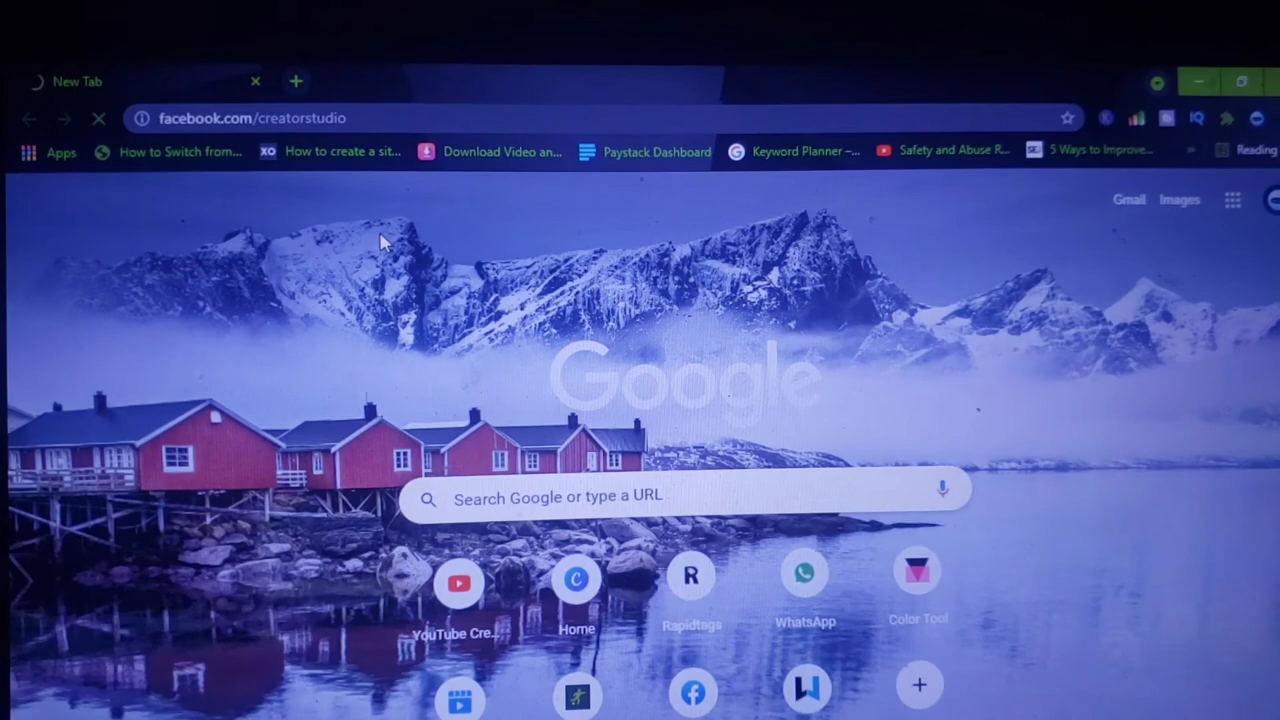 New Tab
facebook.com/creatorstudio
Apps How to Switch from... XO How to create a sit... Download Video an... Paystack Dashboard G Keyword Planner –... Safety and Abuse R... SEJ 5 Ways to Improve... » Reading
Gmail Images
Google
Search Google or type a URL
C R
YouTube Cre... Home Rapidtags WhatsApp Color Tool